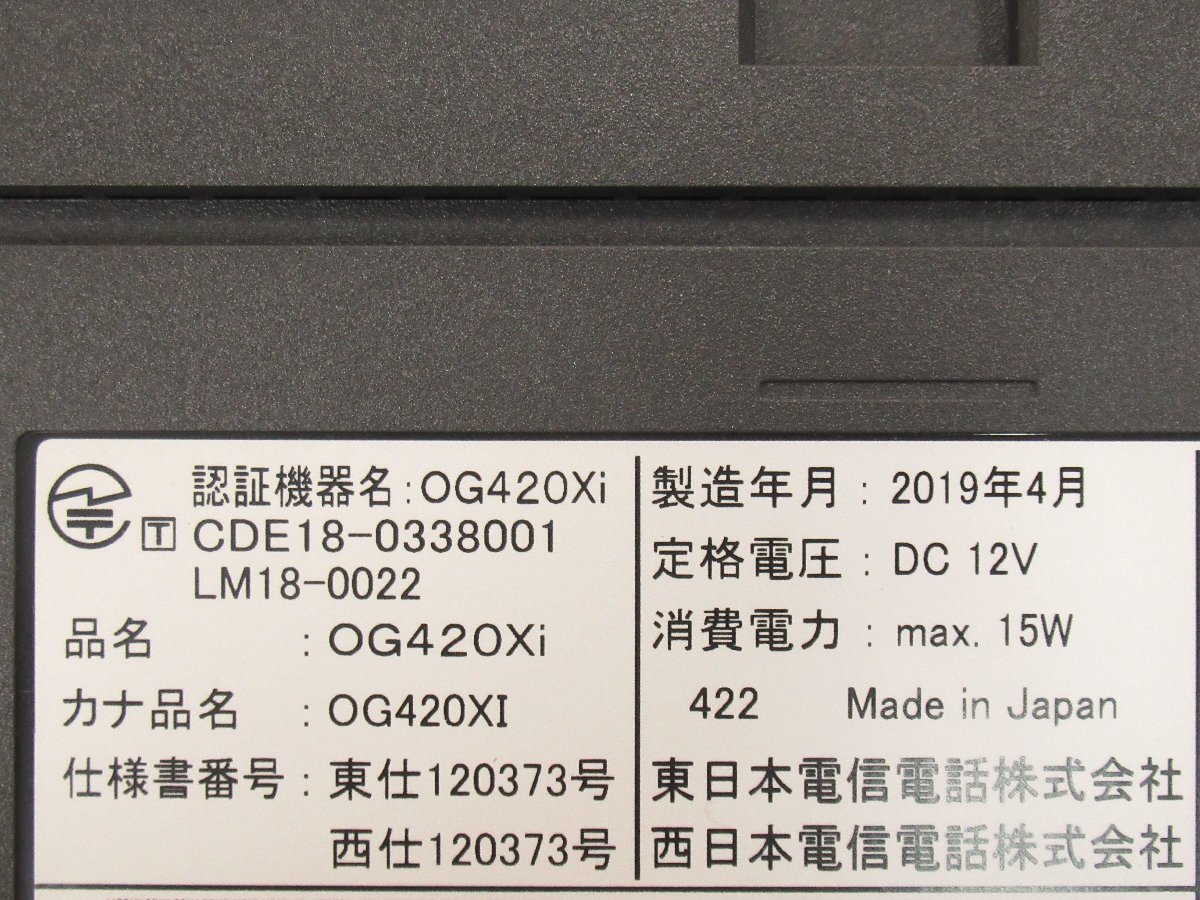 認証機器名:OG420Xi
T CDE18-0338001
LM18-0022
品名 : OG420Xi
カナ品名 : OG420XI
仕様書番号 : 東仕120373号
西仕120373号
製造年月 : 2019年4月
定格電圧 : DC 12V
消費電力 : max. 15W
422 Made in Japan
東日本電信電話株式会社
西日本電信電話株式会社